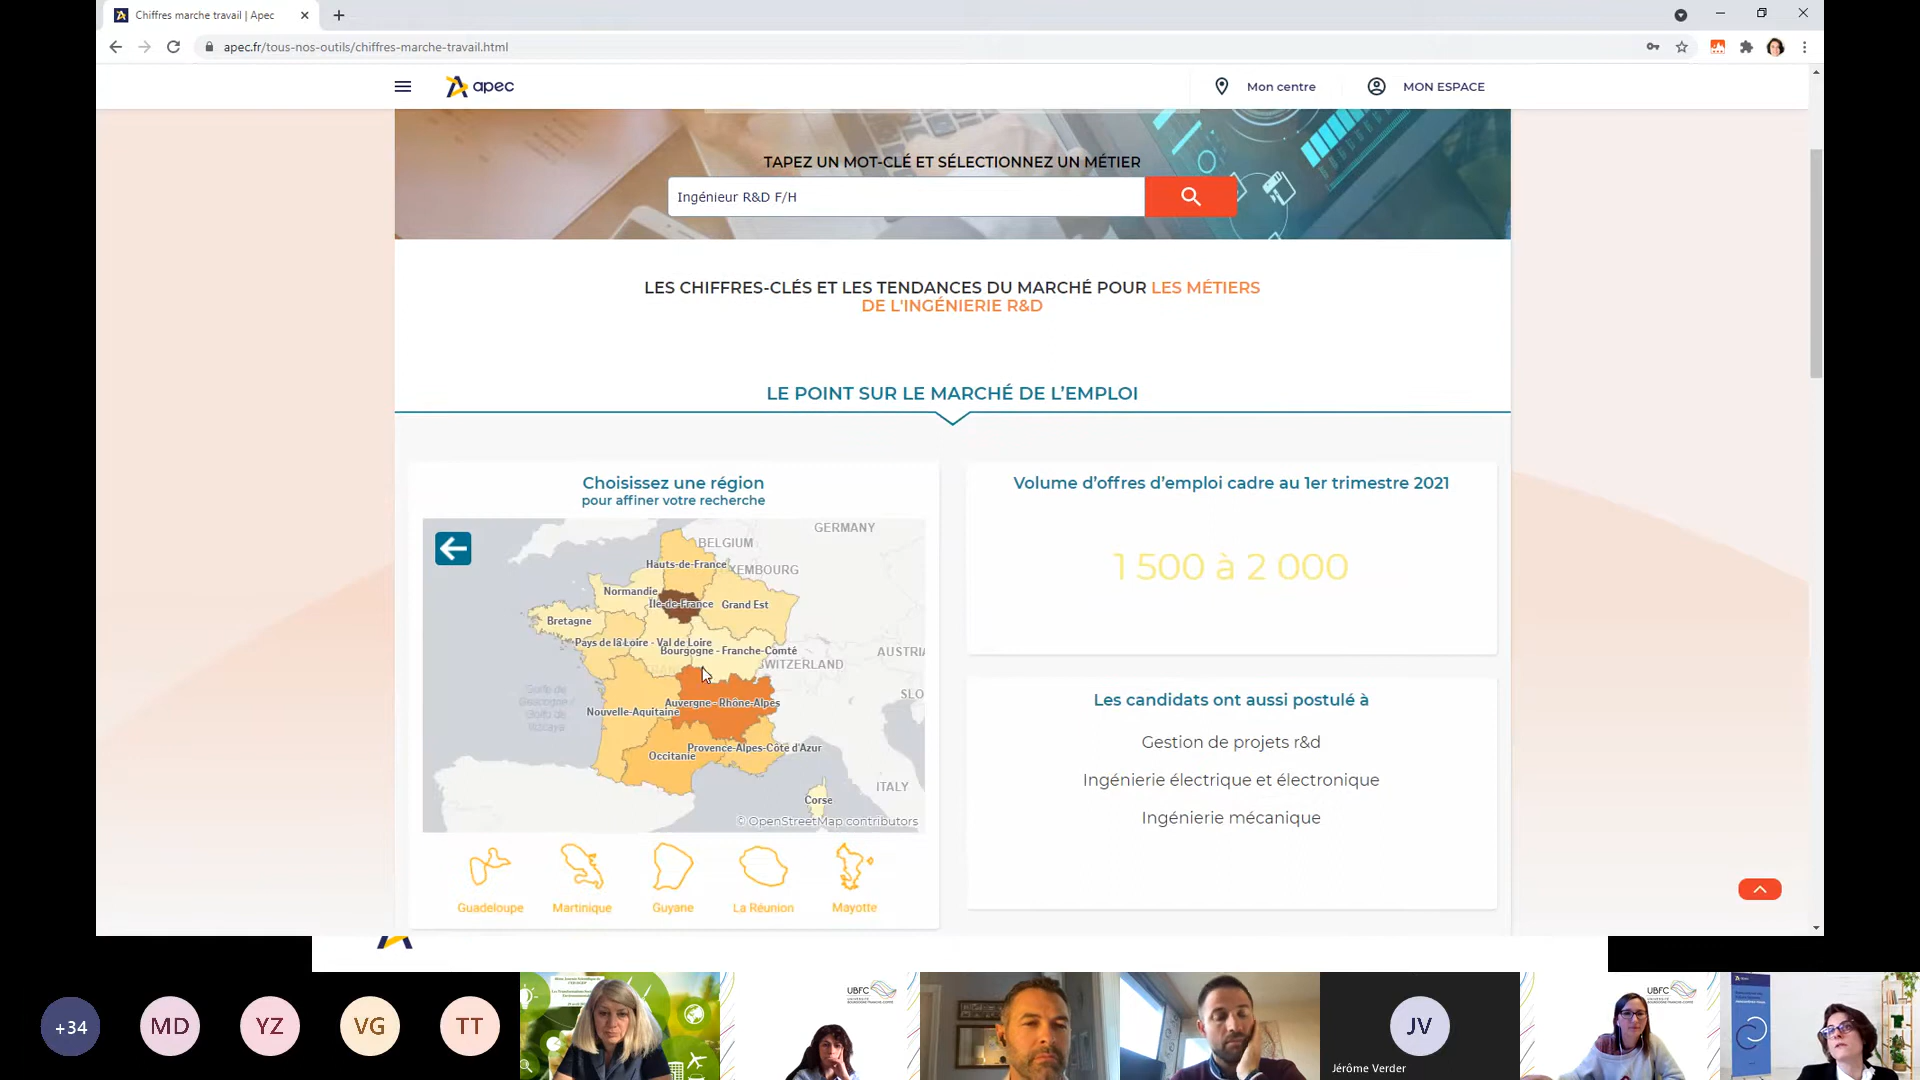 Chiffres marche travail | Apec
apec.fr/tous-nos-outils/chiffres-marche-travail.html
apec
Mon centre
MON ESPACE
TAPEZ UN MOT-CLÉ ET SÉLECTIONNEZ UN MÉTIER
Ingénieur R&D F/H
LES CHIFFRES-CLÉS ET LES TENDANCES DU MARCHÉ POUR LES MÉTIERS
DE L'INGÉNIERIE R&D
LE POINT SUR LE MARCHÉ DE L'EMPLOI
Choisissez une région
pour affiner votre recherche
GERMANY
BELGIUM
Hauts-de-France
XEMBOURG
Normandie
Île-de-France
Grand Est
Bretagne
Pays de la Loire - Val de Loire
Bourgogne - Franche-Comté
AUSTRIA
SWITZERLAND
SLO
Golfo de
Auvergne - Rhône-Alpes
Nouvelle-Aquitaine
Provence-Alpes-Côte d'Azur
Occitanie
ITALY
Corse
© OpenStreetMap contributors
Guadeloupe
Martinique
Guyane
La Réunion
Mayotte
Volume d'offres d'emploi cadre au 1er trimestre 2021
1 500 à 2 000
Les candidats ont aussi postulé à
Gestion de projets r&d
Ingénierie électrique et électronique
Ingénierie mécanique
+34
MD
YZ
VG
TT
UBFC
JV
Jérôme Verder
UBFC